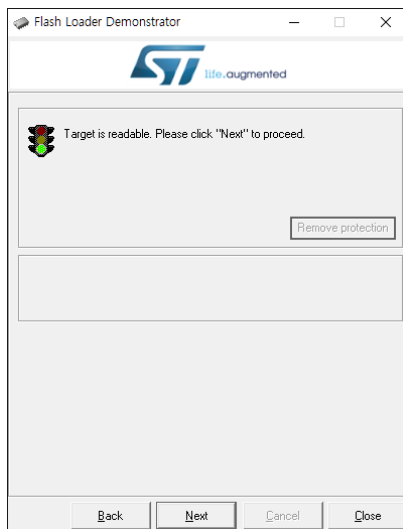 Flash Loader Demonstrator
ST
life.augmented
Target is readable. Please click "Next" to proceed.
Remove protection
Back Next Cancel Close